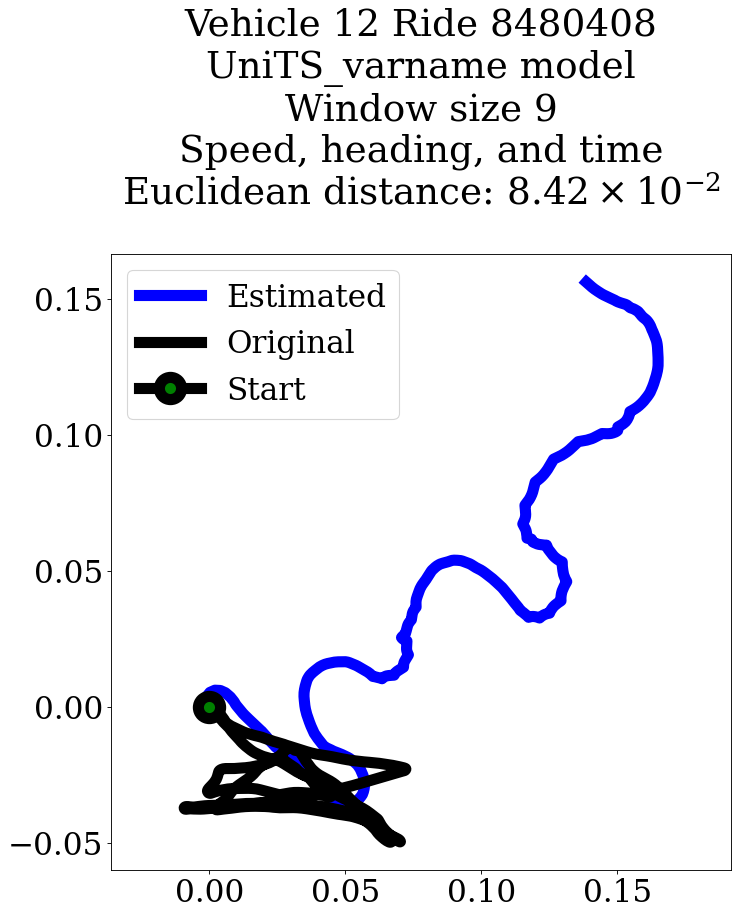 Vehicle 12 Ride 8480408
UniTS_varname model
Window size 9
Speed, heading, and time
Euclidean distance: 8.42 × 10⁻²
Estimated
Original
Start
0.15
0.10
0.05
0.00
−0.05
0.00 0.05 0.10 0.15